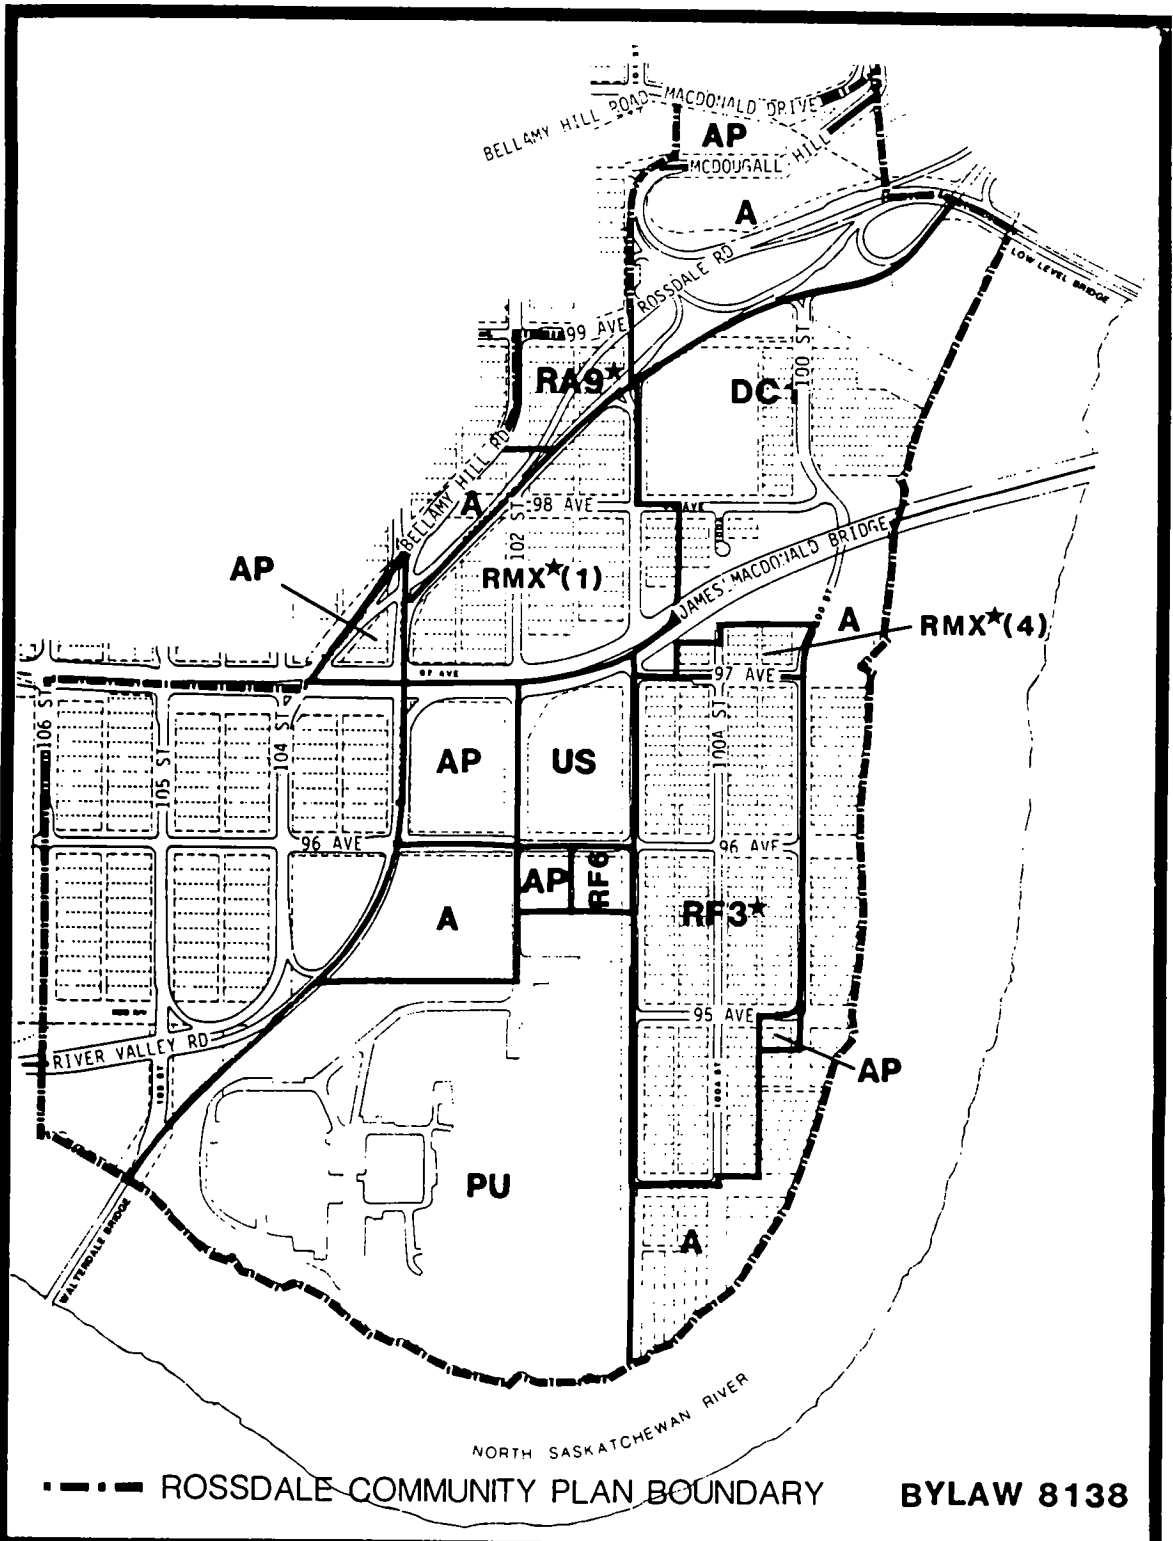 BELLAMY HILL ROAD
MACDONALD DRIVE
AP
MCDOUGALL HILL
A
ROSSDALE RD
LOW LEVEL BRIDGE
99 AVE
RA9★
100 ST
DC1
BELLAMY HILL RD
A
98 AVE
AVE
102 ST
AP
RMX★(1)
JAMES MACDONALD BRIDGE
A
RMX★(4)
97 AVE
97 AVE
106 ST
105 ST
104 ST
100A ST
AP
US
96 AVE
96 AVE
AP
RF6
A
RF3★
95 AVE
RIVER VALLEY RD
100A ST
AP
PU
WALTERDALE BRIDGE
A
NORTH SASKATCHEWAN RIVER
ROSSDALE COMMUNITY PLAN BOUNDARY
BYLAW 8138